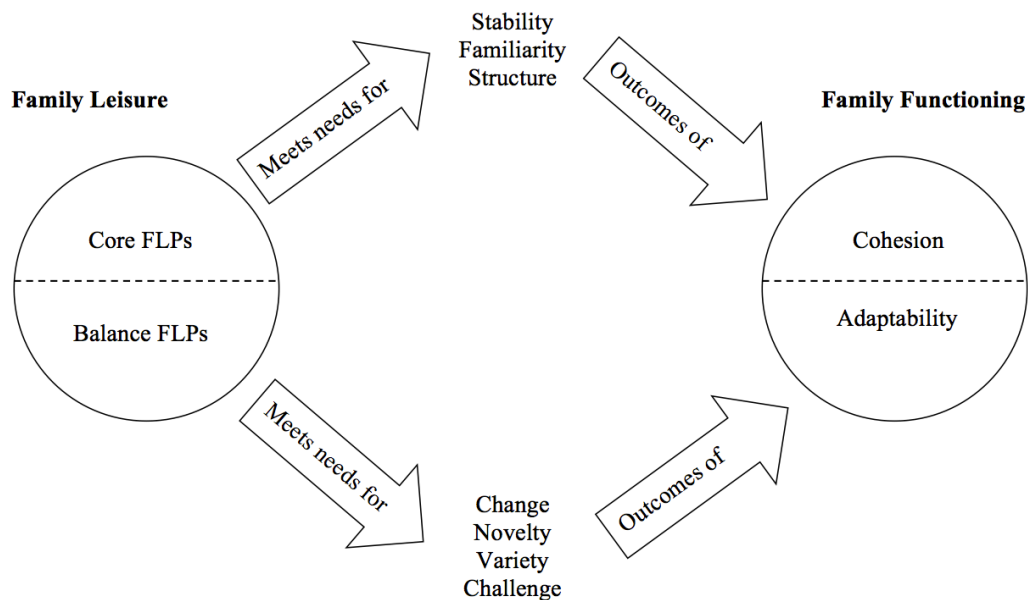 Stability
Familiarity
Structure
Family Leisure
Family Functioning
Meets needs for
Outcomes of
Core FLPs
Balance FLPs
Cohesion
Adaptability
Meets needs for
Outcomes of
Change
Novelty
Variety
Challenge